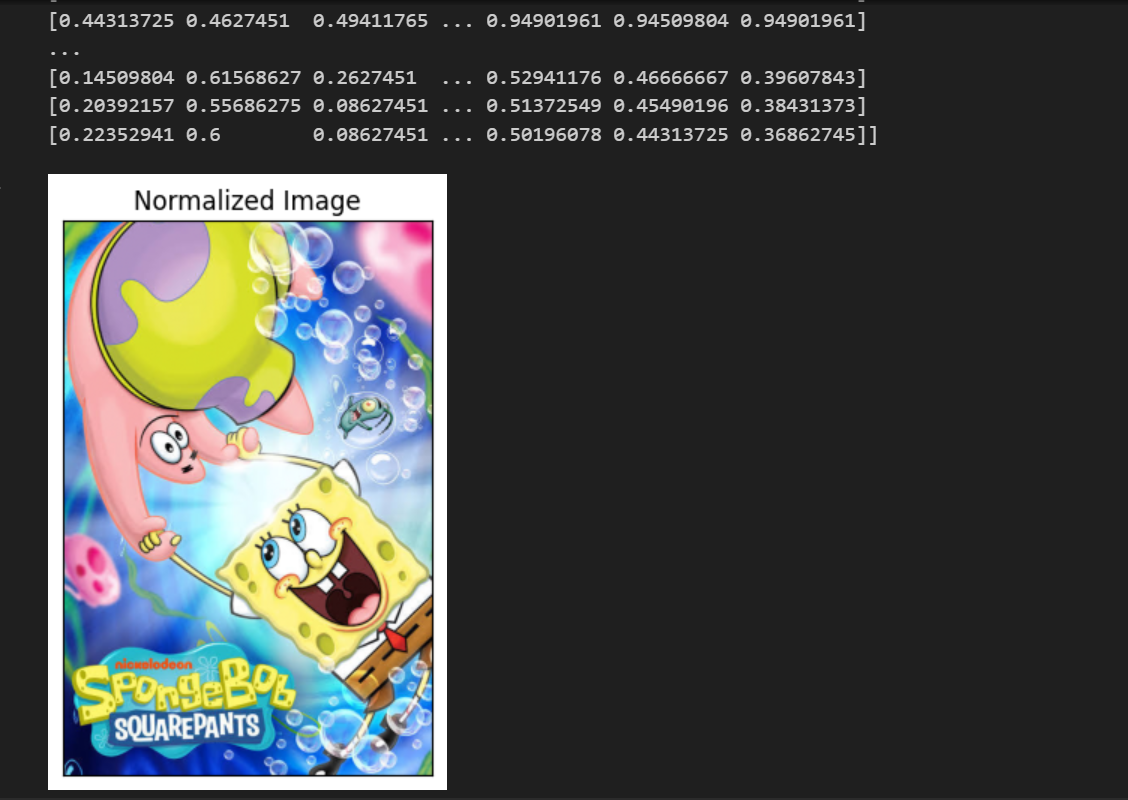 [0.44313725 0.4627451  0.49411765 ... 0.94901961 0.94509804 0.94901961]
...
[0.14509804 0.61568627 0.2627451  ... 0.52941176 0.46666667 0.39607843]
[0.20392157 0.55686275 0.08627451 ... 0.51372549 0.45490196 0.38431373]
[0.22352941 0.6        0.08627451 ... 0.50196078 0.44313725 0.36862745]]
Normalized Image
nickelodeon
SpongeBob
SQUAREPANTS